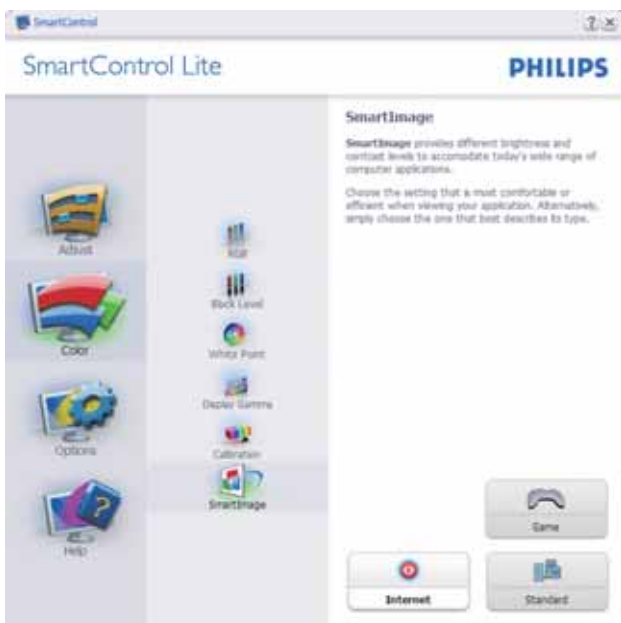 SmartControl
? ×
SmartControl Lite
PHILIPS
Adjust
Color
Options
Help
RGB
Black Level
White Point
Display Gamma
Calibration
SmartImage
SmartImage
SmartImage provides different brightness and
contrast levels to accomodate today's wide range of
computer applications.
Choose the setting that is most comfortable or
efficient when viewing your application. Alternatively,
simply choose the one that best describes its type.
Game
Internet
Standard